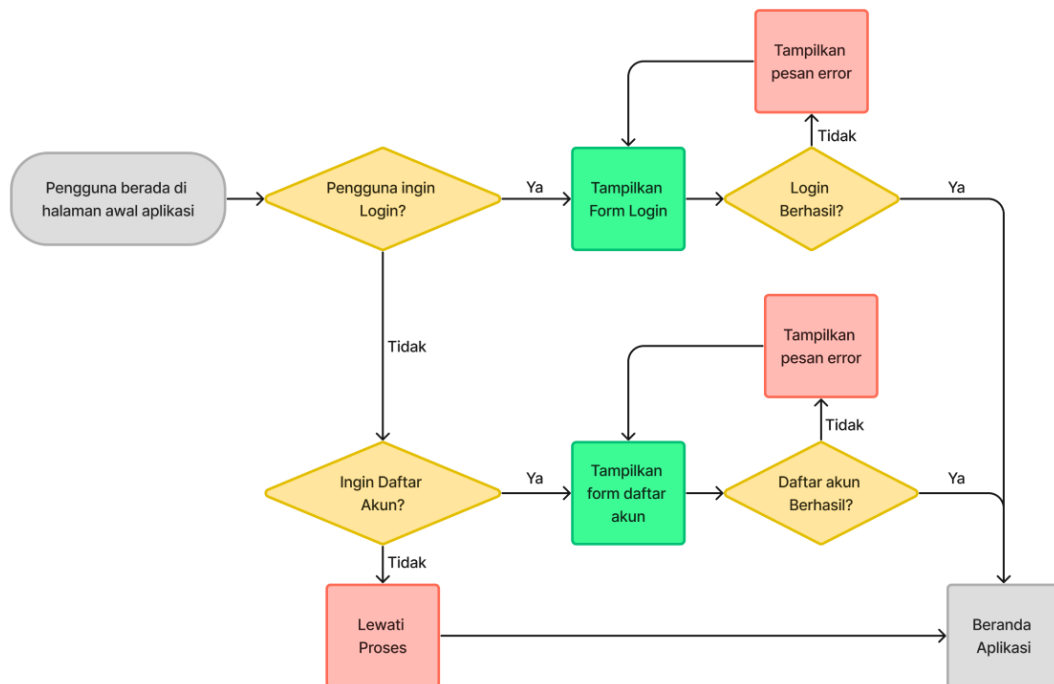 Tampilkan
pesan error
Tidak
Pengguna berada di
halaman awal aplikasi
Pengguna ingin
Login?
Ya
Tampilkan
Form Login
Login
Berhasil?
Ya
Tidak
Tampilkan
pesan error
Tidak
Ingin Daftar
Akun?
Ya
Tampilkan
form daftar
akun
Daftar akun
Berhasil?
Ya
Tidak
Lewati
Proses
Beranda
Aplikasi